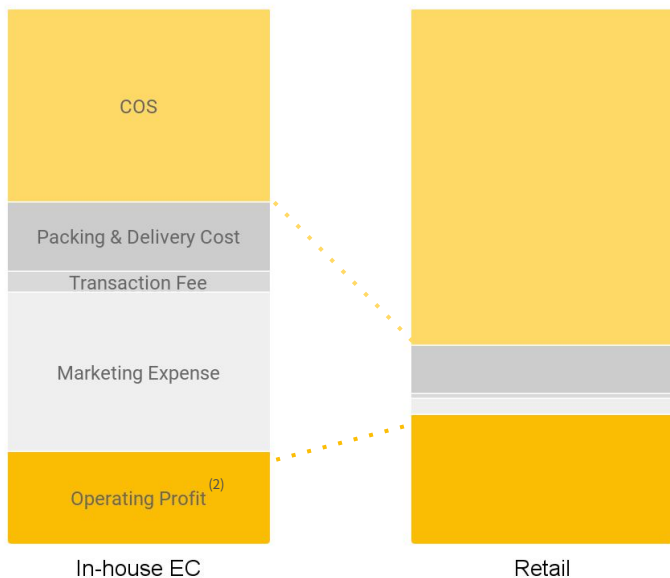 COS
Packing & Delivery Cost
Transaction Fee
Marketing Expense
Operating Profit(2)
In-house EC
Retail